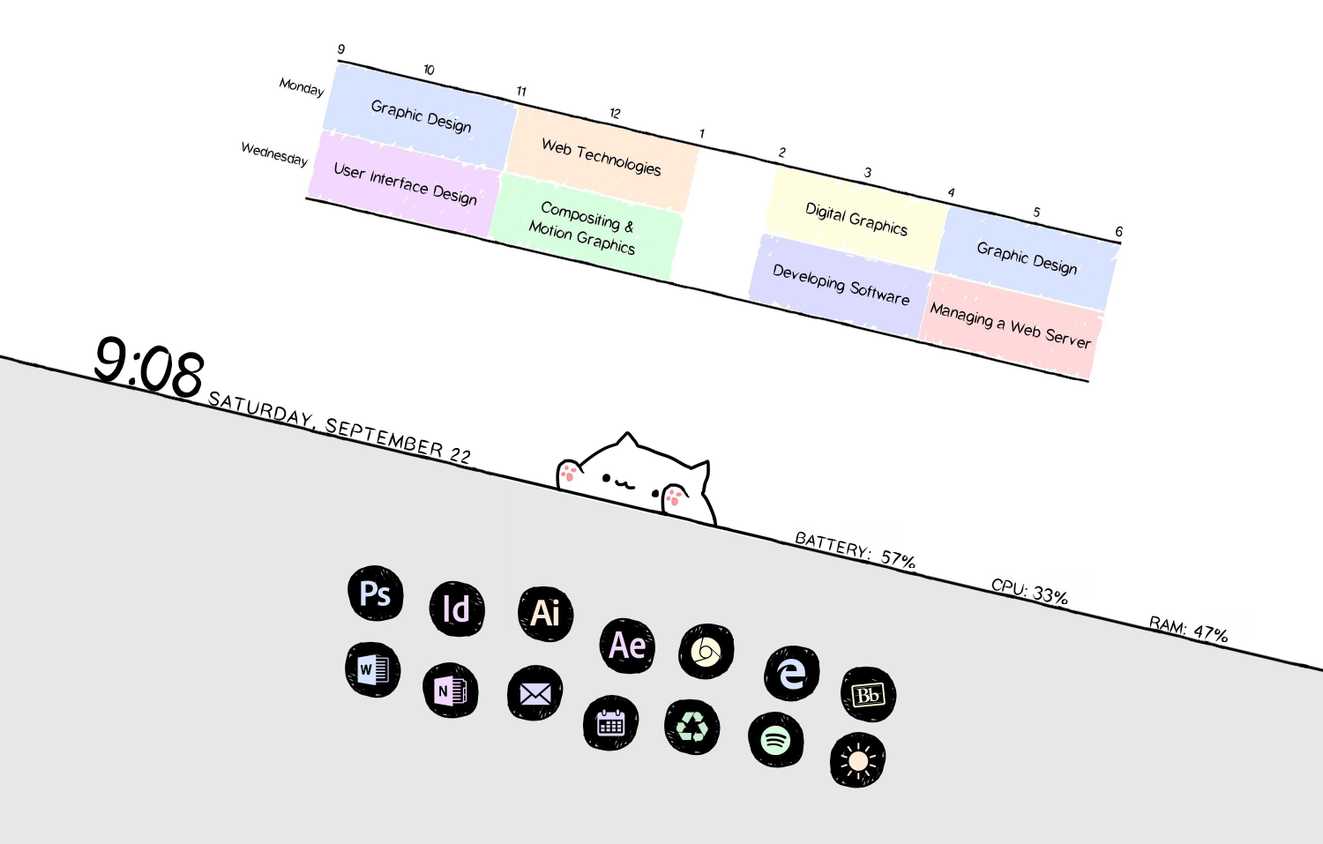 9
10
11
12
1
2
3
4
5
6
Monday
Graphic Design
Web Technologies
Digital Graphics
Graphic Design
Wednesday
User Interface Design
Compositing &
Motion Graphics
Developing Software
Managing a Web Server
9:08
SATURDAY, SEPTEMBER 22
BATTERY: 57%
CPU: 33%
RAM: 47%
Ps
Id
Ai
Ae
e
Bb
W
N